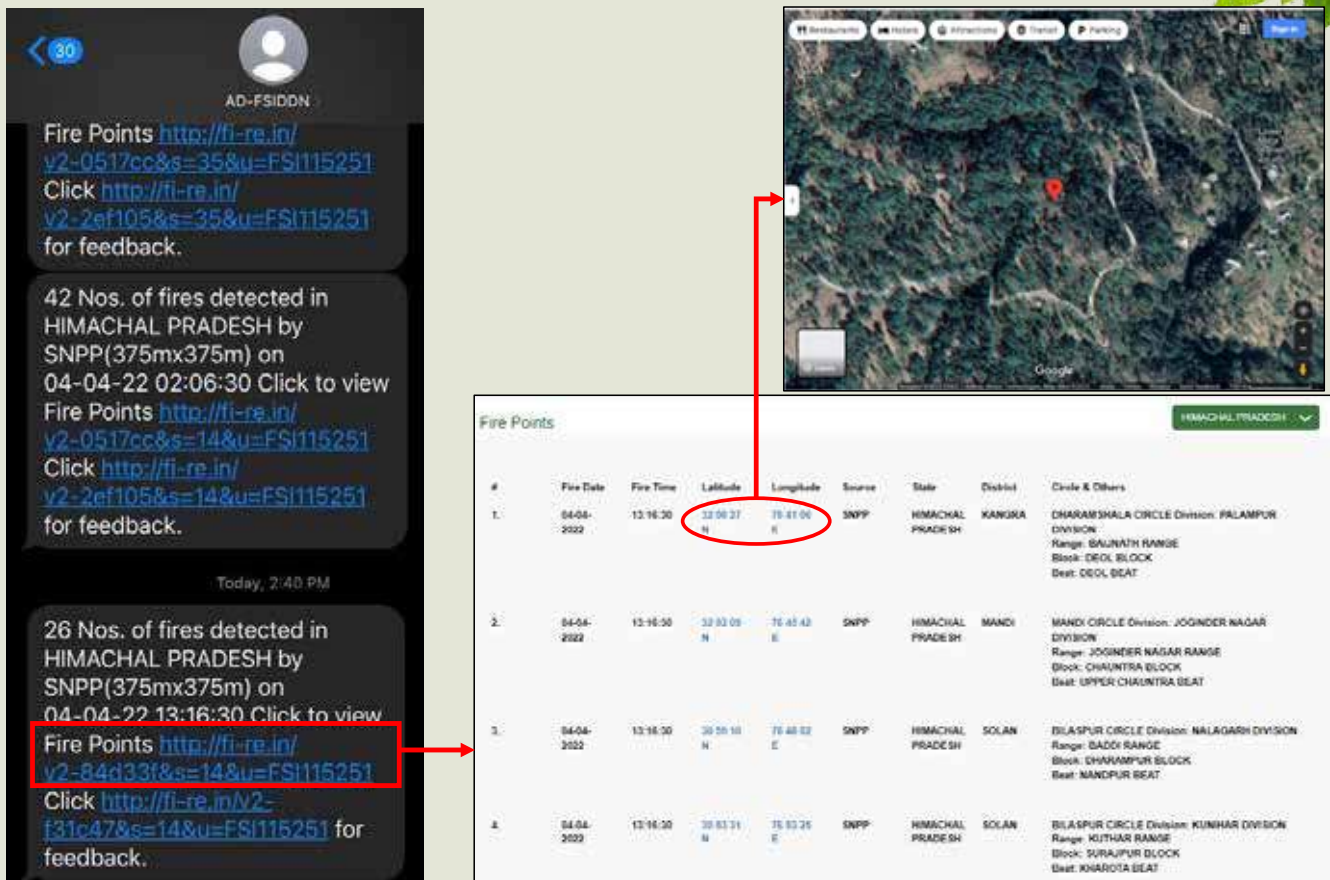 30
AD-FSIDDN
Fire Points http://fi-re.in/
v2-0517cc&s=35&u=FSI115251
Click http://fi-re.in/
v2-2ef105&s=35&u=FSI115251
for feedback.
42 Nos. of fires detected in
HIMACHAL PRADESH by
SNPP(375mx375m) on
04-04-22 02:06:30 Click to view
Fire Points http://fi-re.in/
v2-0517cc&s=14&u=FSI115251
Click http://fi-re.in/
v2-2ef105&s=14&u=FSI115251
for feedback.
Today, 2:40 PM
26 Nos. of fires detected in
HIMACHAL PRADESH by
SNPP(375mx375m) on
04-04-22 13:16:30 Click to view
Fire Points http://fi-re.in/
v2-84d33f&s=14&u=FSI115251
Click http://fi-re.in/v2-
f31c47&s=14&u=FSI115251 for
feedback.
Restaurants Hotels Attractions Transit Parking Sign in
Google
Fire Points HIMACHAL PRADESH
# Fire Date Fire Time Latitude Longitude Source State District Circle & Others
1. 04-04- 13:16:30 SNPP HIMACHAL KANGRA DHARAMSHALA CIRCLE Division: PALAMPUR
2022 N E PRADESH DIVISION
Range: BAIJNATH RANGE
Block: DEOL BLOCK
Beat: DEOL BEAT
2. 04-04- 13:16:30 SNPP HIMACHAL MANDI MANDI CIRCLE Division: JOGINDER NAGAR
2022 N E PRADESH DIVISION
Range: JOGINDER NAGAR RANGE
Block: CHAUNTRA BLOCK
Beat: UPPER CHAUNTRA BEAT
3. 04-04- 13:16:30 SNPP HIMACHAL SOLAN BILASPUR CIRCLE Division: NALAGARH DIVISION
2022 N E PRADESH Range: BADDI RANGE
Block: DHARAMPUR BLOCK
Beat: NANDPUR BEAT
4. 04-04- 13:16:30 SNPP HIMACHAL SOLAN BILASPUR CIRCLE Division: KUNIHAR DIVISION
2022 N E PRADESH Range: KUTHAR RANGE
Block: SURAJPUR BLOCK
Beat: KHAROTA BEAT